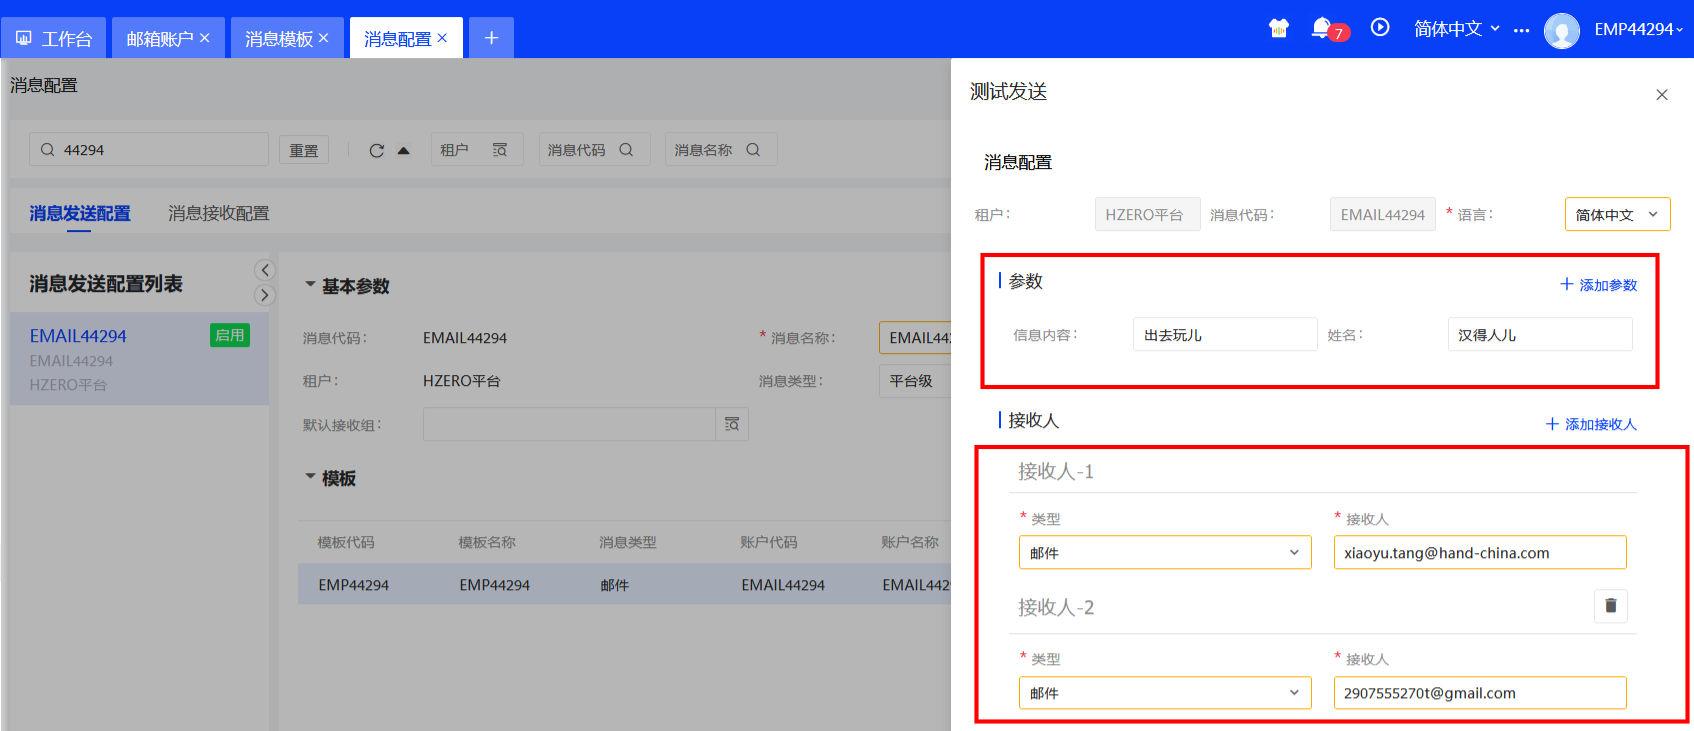 工作台 邮箱账户 × 消息模板 × 消息配置 × +
7 简体中文 ··· EMP44294
消息配置
44294 重置 租户 消息代码 消息名称
消息发送配置 消息接收配置
消息发送配置列表
EMAIL44294 启用
EMAIL44294
HZERO平台
基本参数
消息代码: EMAIL44294 * 消息名称: EMAIL442
租户: HZERO平台 消息类型: 平台级
默认接收组:
模板
模板代码 模板名称 消息类型 账户代码 账户名称
EMP44294 EMP44294 邮件 EMAIL44294 EMAIL4429
测试发送 ×
消息配置
租户: HZERO平台 消息代码: EMAIL44294 * 语言: 简体中文
参数 + 添加参数
信息内容: 出去玩儿 姓名: 汉得人儿
接收人 + 添加接收人
接收人-1
* 类型 * 接收人
邮件 xiaoyu.tang@hand-china.com
接收人-2
* 类型 * 接收人
邮件 2907555270t@gmail.com